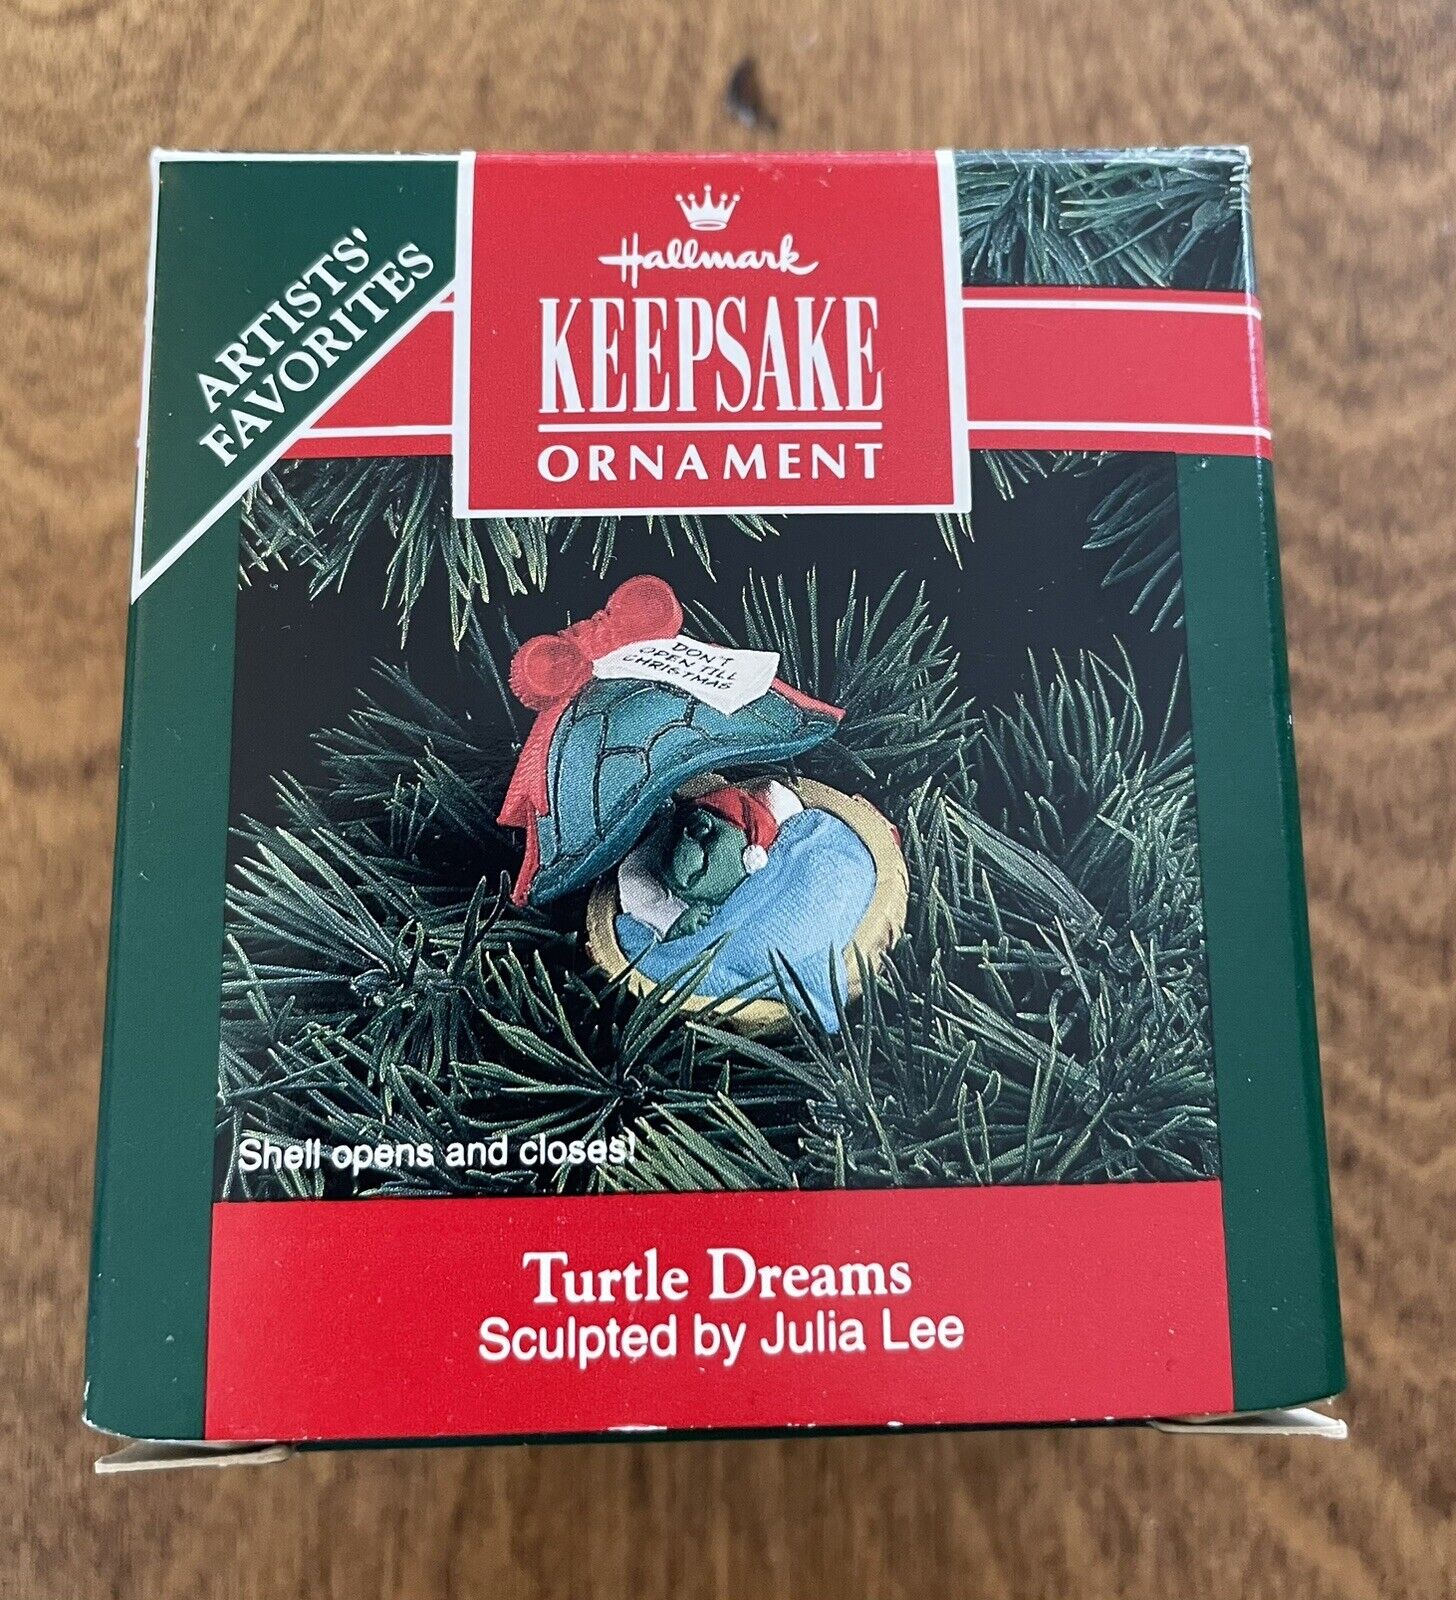 ARTISTS'
FAVORITES
Hallmark
KEEPSAKE
ORNAMENT
DON'T
OPEN TILL
CHRISTMAS
Shell opens and closes!
Turtle Dreams
Sculpted by Julia Lee